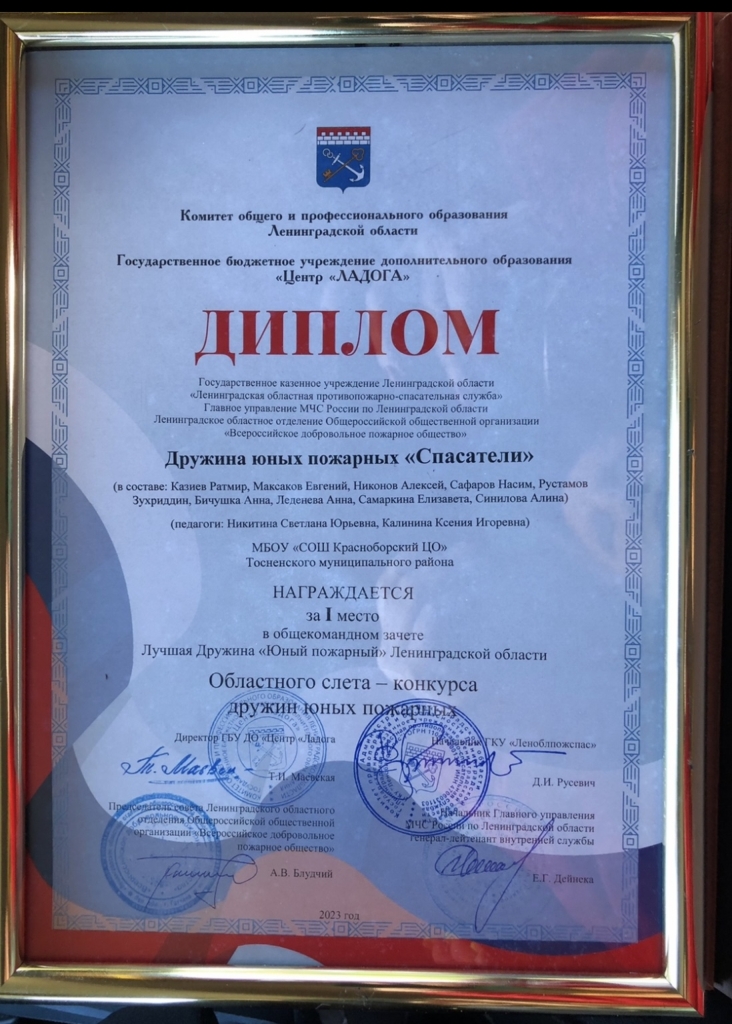 Комитет общего и профессионального образования
Ленинградской области
Государственное бюджетное учреждение дополнительного образования
«Центр «ЛАДОГА»
ДИПЛОМ
Государственное казенное учреждение Ленинградской области
«Ленинградская областная противопожарно-спасательная служба»
Главное управление МЧС России по Ленинградской области
Ленинградское областное отделение Общероссийской общественной организации
«Всероссийское добровольное пожарное общество»
Дружина юных пожарных «Спасатели»
(в составе: Казиев Ратмир, Максаков Евгений, Никонов Алексей, Сафаров Насим, Рустамов
Зухриддин, Бичушка Анна, Леденева Анна, Самаркина Елизавета, Синилова Алина)
(педагоги: Никитина Светлана Юрьевна, Калинина Ксения Игоревна)
МБОУ «СОШ Красноборский ЦО»
Тосненского муниципального района
НАГРАЖДАЕТСЯ
за I место
в общекомандном зачете
Лучшая Дружина «Юный пожарный» Ленинградской области
Областного слета – конкурса
дружин юных пожарных
Директор ГБУ ДО «Центр «Ладога
Т.И. Маевская
Начальник ГКУ «Леноблпожспас»
Д.И. Русевич
Председатель совета Ленинградского областного
отделения Общероссийской общественной
организации «Всероссийское добровольное
пожарное общество»
А.В. Блудчий
Начальник Главного управления
МЧС России по Ленинградской области
генерал-лейтенант внутренней службы
Е.Г. Дейнека
2023 год